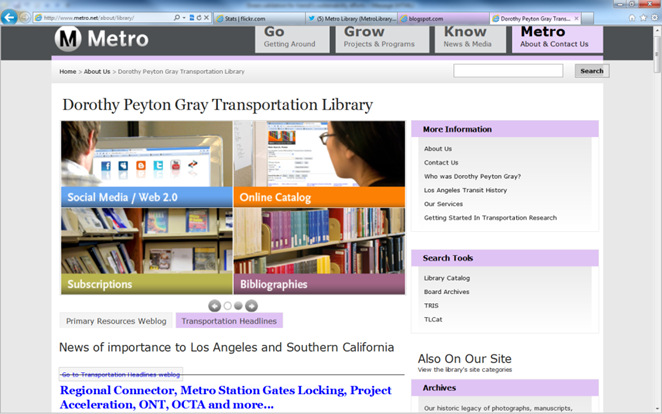 http://www.metro.net/about/library/
Stats | flickr.com
(5) Metro Library (MetroLibrary...
blogspot.com
Dorothy Peyton Gray Trans...
M Metro
Go
Getting Around
Grow
Projects & Programs
Know
News & Media
Metro
About & Contact Us
Home > About Us > Dorothy Peyton Gray Transportation Library
Search
Dorothy Peyton Gray Transportation Library
Social Media / Web 2.0
Online Catalog
Subscriptions
Bibliographies
Primary Resources Weblog
Transportation Headlines
News of importance to Los Angeles and Southern California
Go to Transportation Headlines weblog
Regional Connector, Metro Station Gates Locking, Project
Acceleration, ONT, OCTA and more...
More Information
About Us
Contact Us
Who was Dorothy Peyton Gray?
Los Angeles Transit History
Our Services
Getting Started In Transportation Research
Search Tools
Library Catalog
Board Archives
TRIS
TLCat
Also On Our Site
View the library's site categories
Archives
Our historic legacy of photographs, manuscripts,